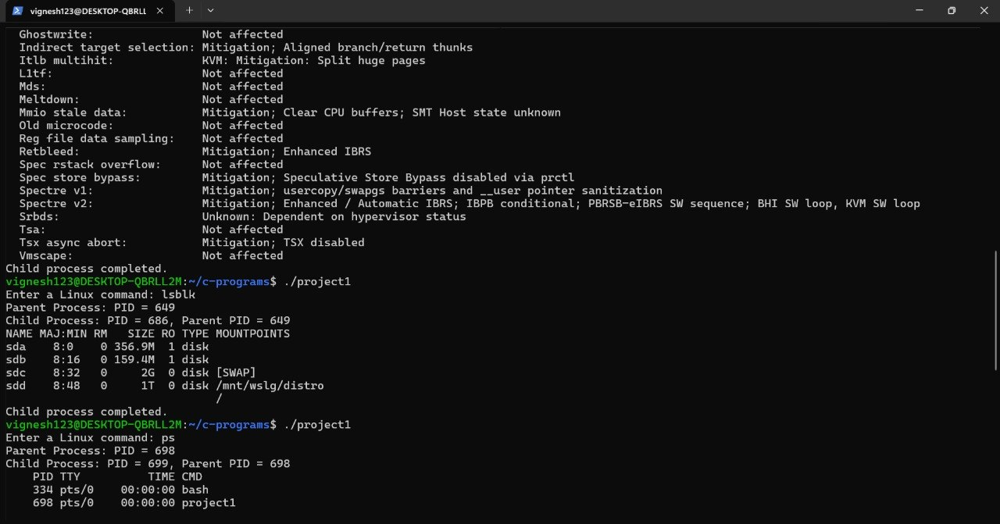 vignesh123@DESKTOP-QBRLL
  Ghostwrite:               Not affected
  Indirect target selection: Mitigation; Aligned branch/return thunks
  Itlb multihit:            KVM: Mitigation: Split huge pages
  L1tf:                     Not affected
  Mds:                      Not affected
  Meltdown:                 Not affected
  Mmio stale data:          Mitigation; Clear CPU buffers; SMT Host state unknown
  Old microcode:            Not affected
  Reg file data sampling:   Not affected
  Retbleed:                 Mitigation; Enhanced IBRS
  Spec rstack overflow:     Not affected
  Spec store bypass:        Mitigation; Speculative Store Bypass disabled via prctl
  Spectre v1:               Mitigation; usercopy/swapgs barriers and __user pointer sanitization
  Spectre v2:               Mitigation; Enhanced / Automatic IBRS; IBPB conditional; PBRSB-eIBRS SW sequence; BHI SW loop, KVM SW loop
  Srbds:                    Unknown: Dependent on hypervisor status
  Tsa:                      Not affected
  Tsx async abort:          Mitigation; TSX disabled
  Vmscape:                  Not affected
Child process completed.
vignesh123@DESKTOP-QBRLL2M:~/c-programs$ ./project1
Enter a Linux command: lsblk
Parent Process: PID = 649
Child Process: PID = 686, Parent PID = 649
NAME MAJ:MIN RM   SIZE RO TYPE MOUNTPOINTS
sda    8:0    0 356.9M  1 disk
sdb    8:16   0 159.4M  1 disk
sdc    8:32   0     2G  0 disk [SWAP]
sdd    8:48   0     1T  0 disk /mnt/wslg/distro
                               /
Child process completed.
vignesh123@DESKTOP-QBRLL2M:~/c-programs$ ./project1
Enter a Linux command: ps
Parent Process: PID = 698
Child Process: PID = 699, Parent PID = 698
    PID TTY          TIME CMD
    334 pts/0    00:00:00 bash
    698 pts/0    00:00:00 project1